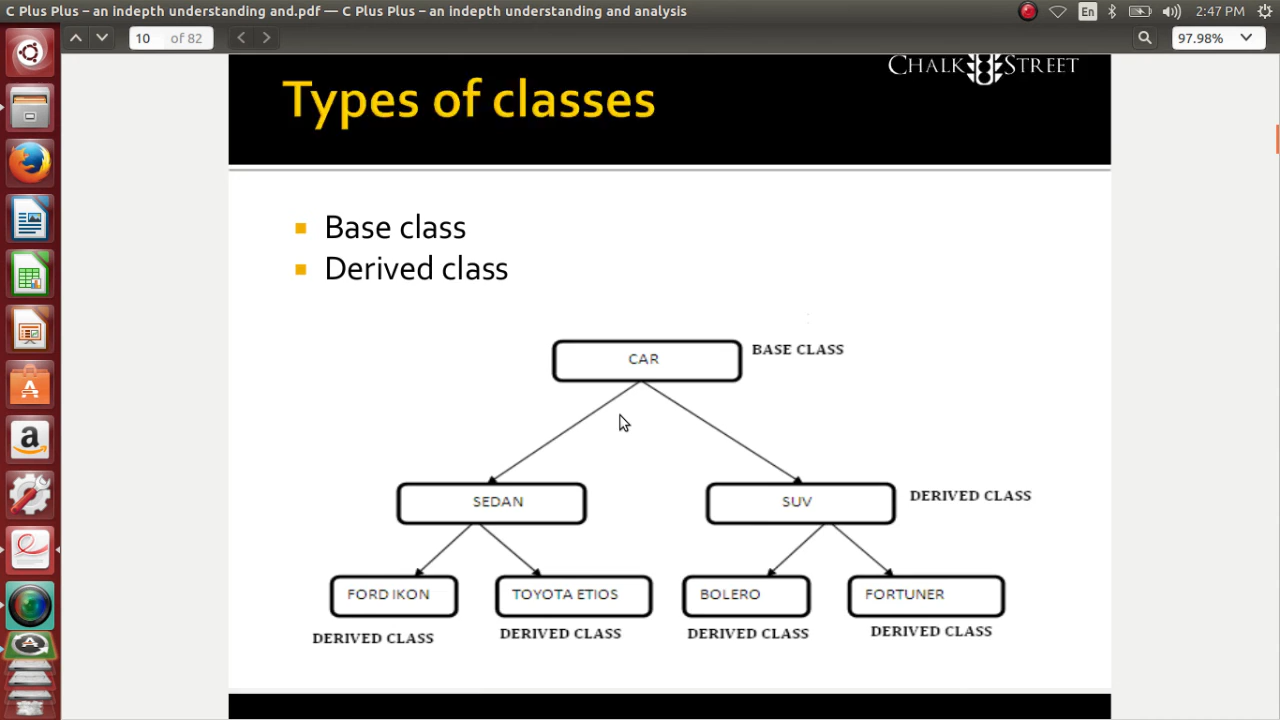 C Plus Plus – an indepth understanding and.pdf — C Plus Plus – an indepth understanding and analysis
En
2:47 PM
10 of 82
97.98%
CHALK STREET
Types of classes
Base class
Derived class
CAR
BASE CLASS
SEDAN
SUV
DERIVED CLASS
FORD IKON
TOYOTA ETIOS
BOLERO
FORTUNER
DERIVED CLASS
DERIVED CLASS
DERIVED CLASS
DERIVED CLASS